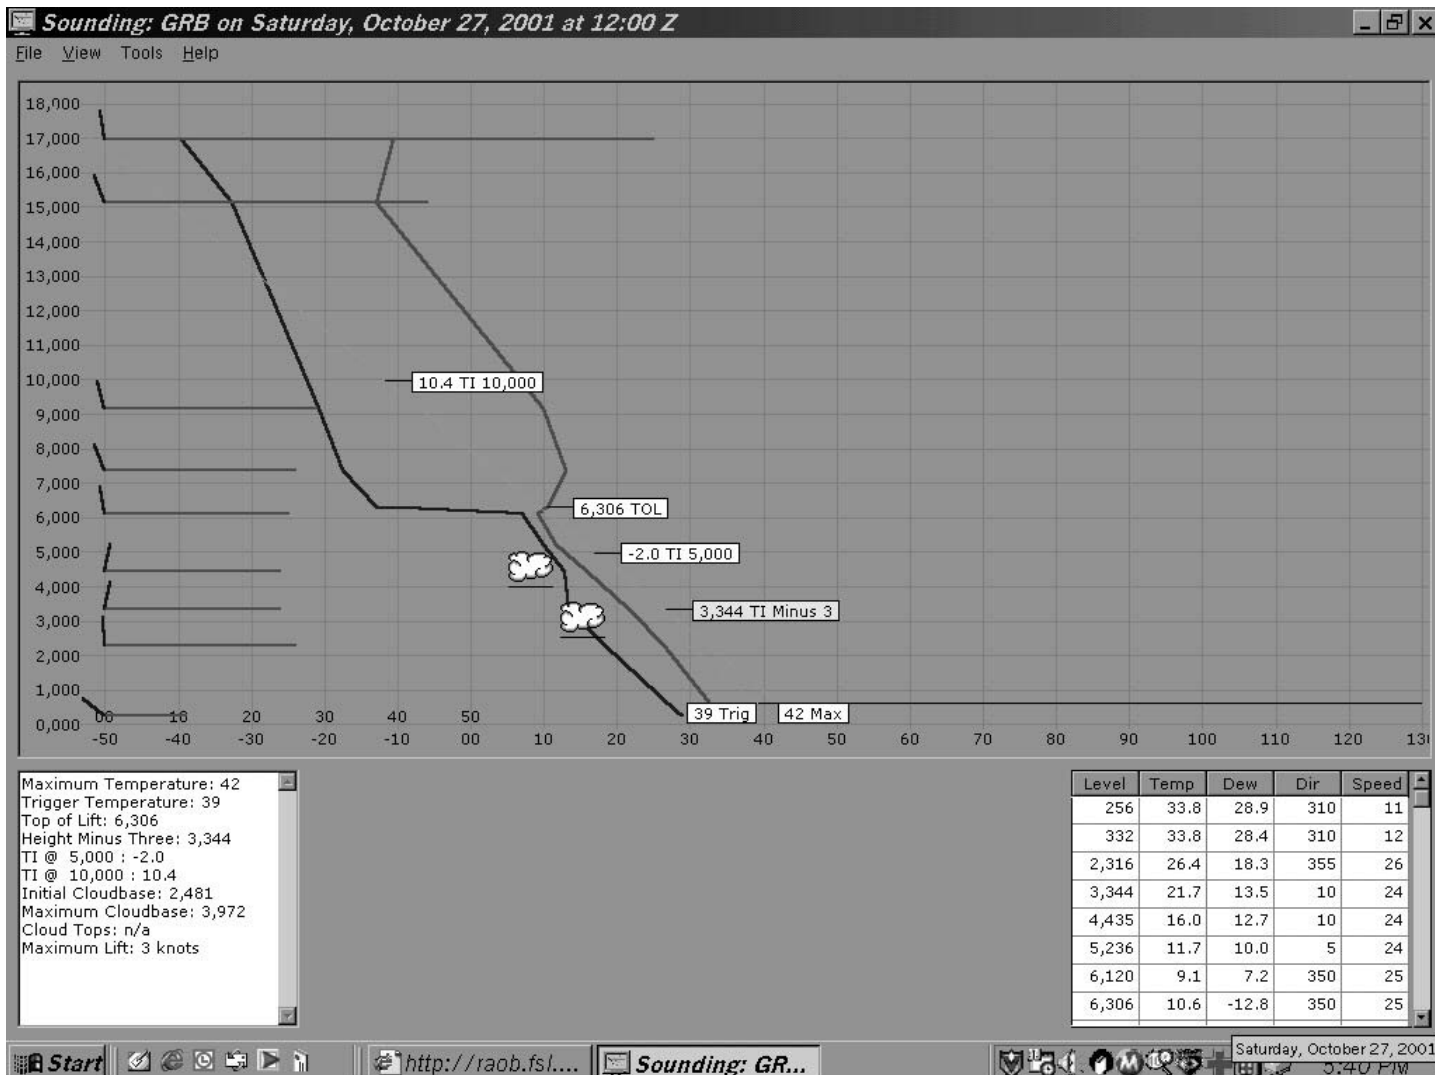 Sounding: GRB on Saturday, October 27, 2001 at 12:00 Z
File View Tools Help
18,000
17,000
16,000
15,000
14,000
13,000
12,000
11,000
10,000
10.4 TI 10,000
9,000
8,000
7,000
6,306 TOL
6,000
5,000
-2.0 TI 5,000
4,000
3,344 TI Minus 3
3,000
2,000
1,000
0,000
00 10 20 30 40 50
39 Trig 42 Max
-50 -40 -30 -20 -10 00 10 20 30 40 50 60 70 80 90 100 110 120 130
Maximum Temperature: 42
Trigger Temperature: 39
Top of Lift: 6,306
Height Minus Three: 3,344
TI @ 5,000 : -2.0
TI @ 10,000 : 10.4
Initial Cloudbase: 2,481
Maximum Cloudbase: 3,972
Cloud Tops: n/a
Maximum Lift: 3 knots
Level Temp Dew Dir Speed
256 33.8 28.9 310 11
332 33.8 28.4 310 12
2,316 26.4 18.3 355 26
3,344 21.7 13.5 10 24
4,435 16.0 12.7 10 24
5,236 11.7 10.0 5 24
6,120 9.1 7.2 350 25
6,306 10.6 -12.8 350 25
Start
http://raob.fsl....
Sounding: GR...
Saturday, October 27, 2001
5:40 PM